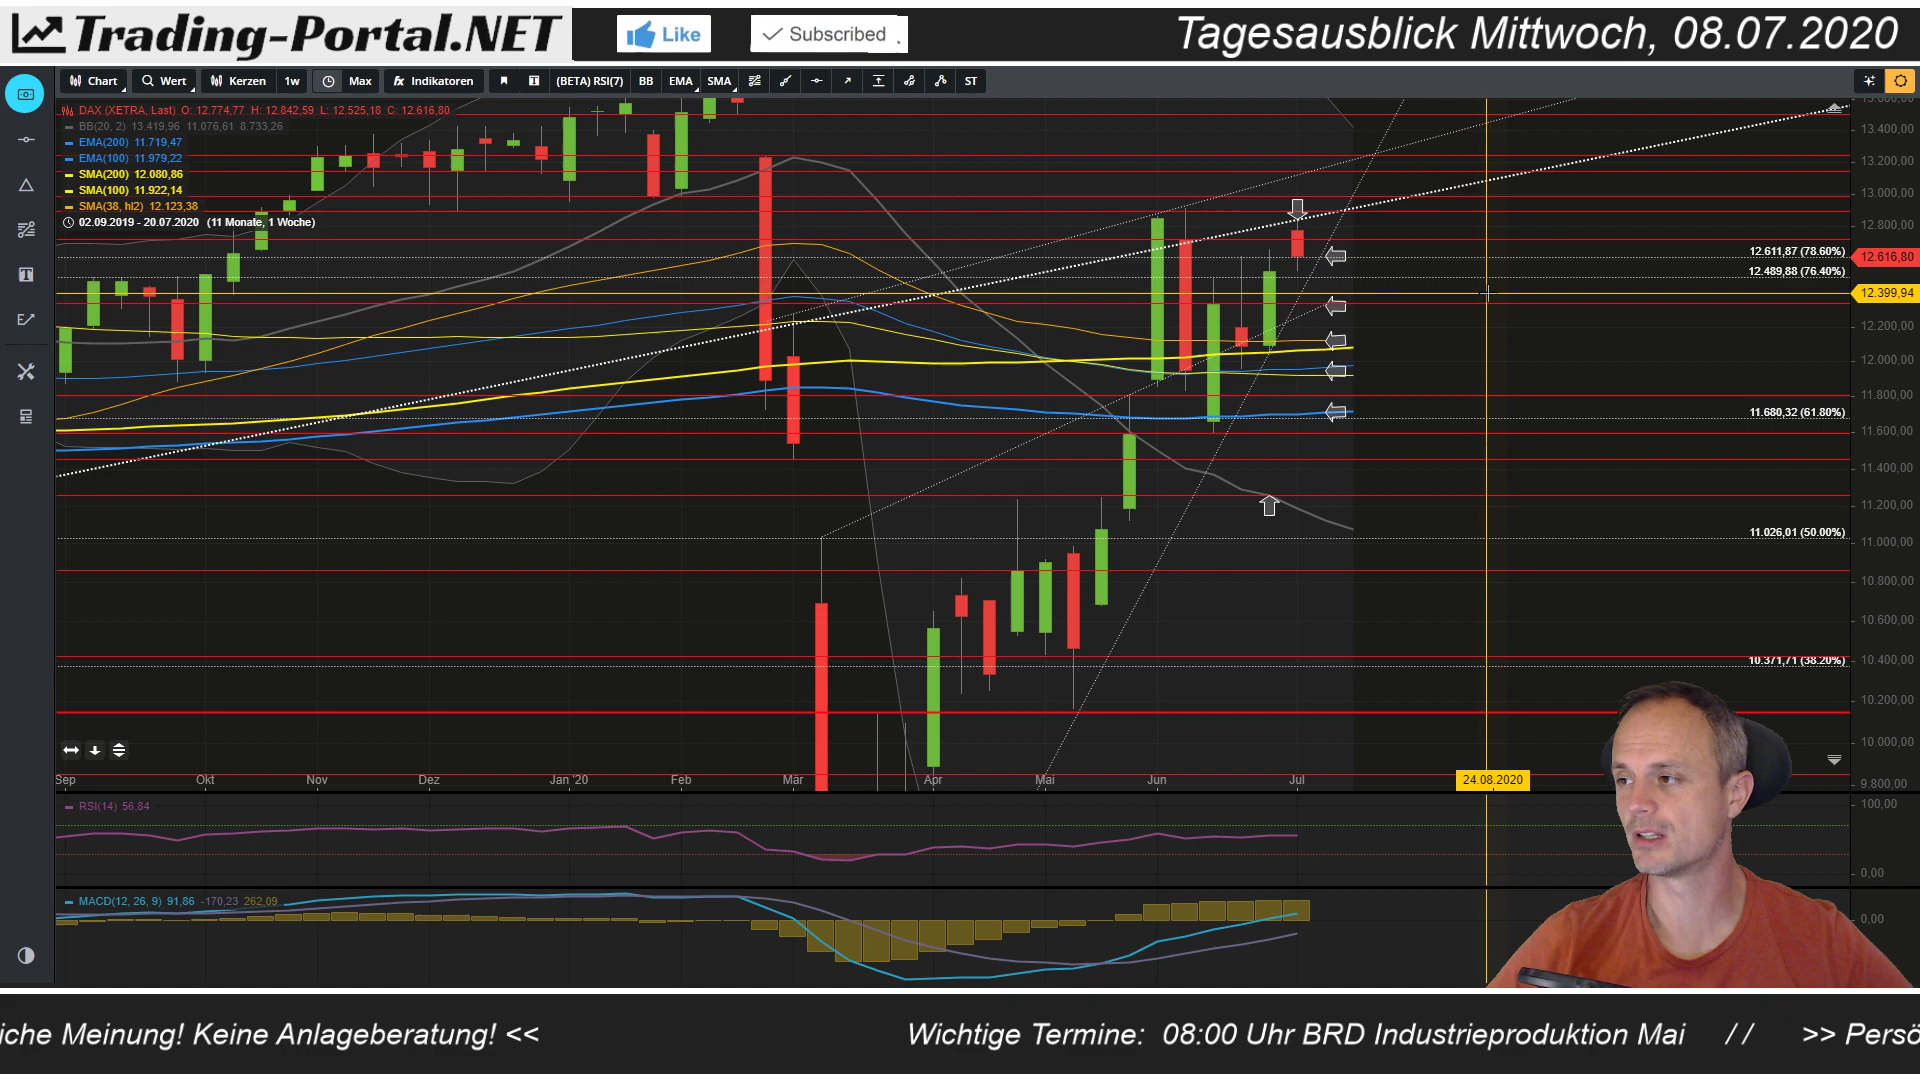 Trading-Portal.NET
Like
Subscribed
Tagesausblick Mittwoch, 08.07.2020
Chart
Wert
Kerzen
1w
Max
fx Indikatoren
T
(BETA) RSI(7)
BB
EMA
SMA
ST
DAX (XETRA, Last) O: 12.774,77 H: 12.842,59 L: 12.525,18 C: 12.616,80
BB(20, 2) 13.419,96 11.076,61 8.733,26
EMA(200) 11.719,47
EMA(100) 11.979,22
SMA(200) 12.080,86
SMA(100) 11.922,14
SMA(38, hl2) 12.123,38
02.09.2019 - 20.07.2020 (11 Monate, 1 Woche)
13.400,00
13.200,00
13.000,00
12.800,00
12.611,87 (78.60%)
12.616,80
12.489,88 (76.40%)
12.399,94
12.200,00
12.000,00
11.800,00
11.680,32 (61.80%)
11.600,00
11.400,00
11.200,00
11.026,01 (50.00%)
11.000,00
10.800,00
10.600,00
10.371,71 (38.20%)
10.400,00
10.200,00
10.000,00
9.800,00
Sep
Okt
Nov
Dez
Jan '20
Feb
Mär
Apr
Mai
Jun
Jul
24.08.2020
RSI(14) 56,84
100,00
0,00
MACD(12, 26, 9) 91,86 -170,23 262,09
0,00
iche Meinung! Keine Anlageberatung! <<
Wichtige Termine: 08:00 Uhr BRD Industrieproduktion Mai // >> Persö